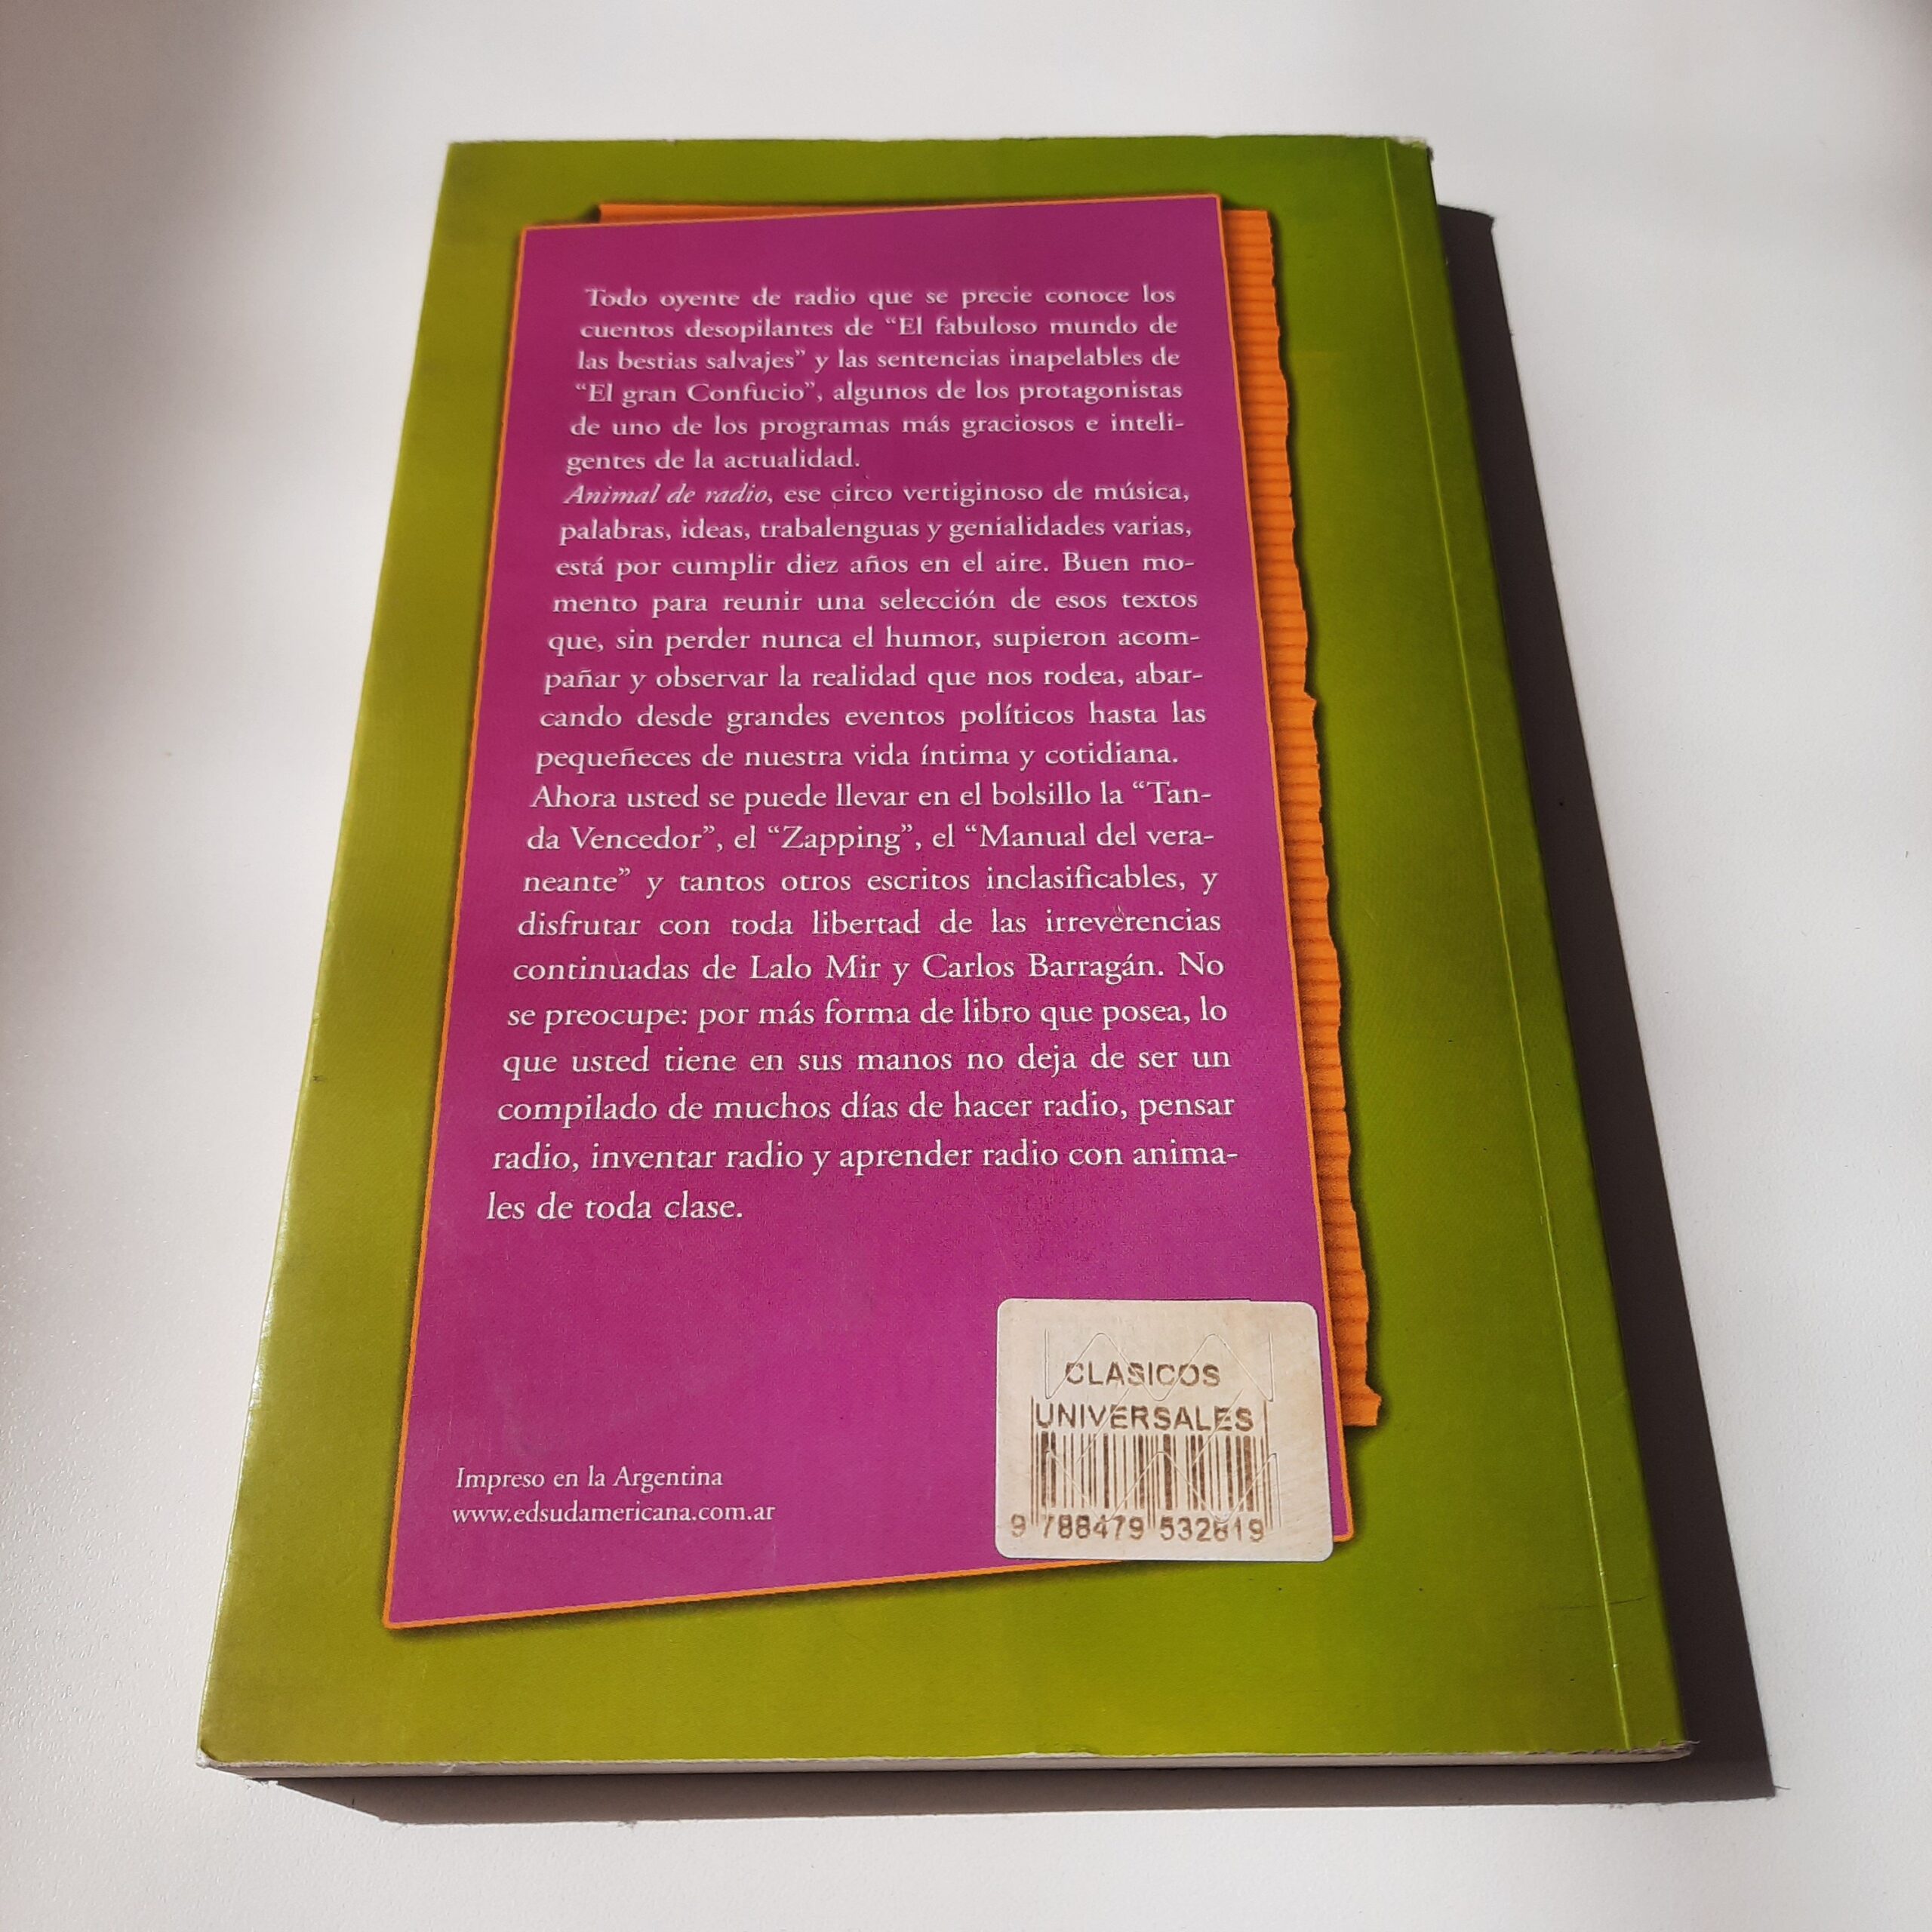 Todo oyente de radio que se precie conoce los
cuentos desopilantes de “El fabuloso mundo de
las bestias salvajes” y las sentencias inapelables de
“El gran Confucio”, algunos de los protagonistas
de uno de los programas más graciosos e inteli-
gentes de la actualidad.
Animal de radio, ese circo vertiginoso de música,
palabras, ideas, trabalenguas y genialidades varias,
está por cumplir diez años en el aire. Buen mo-
mento para reunir una selección de esos textos
que, sin perder nunca el humor, supieron acom-
pañar y observar la realidad que nos rodea, abar-
cando desde grandes eventos políticos hasta las
pequeñeces de nuestra vida íntima y cotidiana.
Ahora usted se puede llevar en el bolsillo la “Tan-
da Vencedor”, el “Zapping”, el “Manual del vera-
neante” y tantos otros escritos inclasificables, y
disfrutar con toda libertad de las irreverencias
continuadas de Lalo Mir y Carlos Barragán. No
se preocupe: por más forma de libro que posea, lo
que usted tiene en sus manos no deja de ser un
compilado de muchos días de hacer radio, pensar
radio, inventar radio y aprender radio con anima-
les de toda clase.
Impreso en la Argentina
www.edsudamericana.com.ar
CLASICOS
UNIVERSALES
9 788479 532819